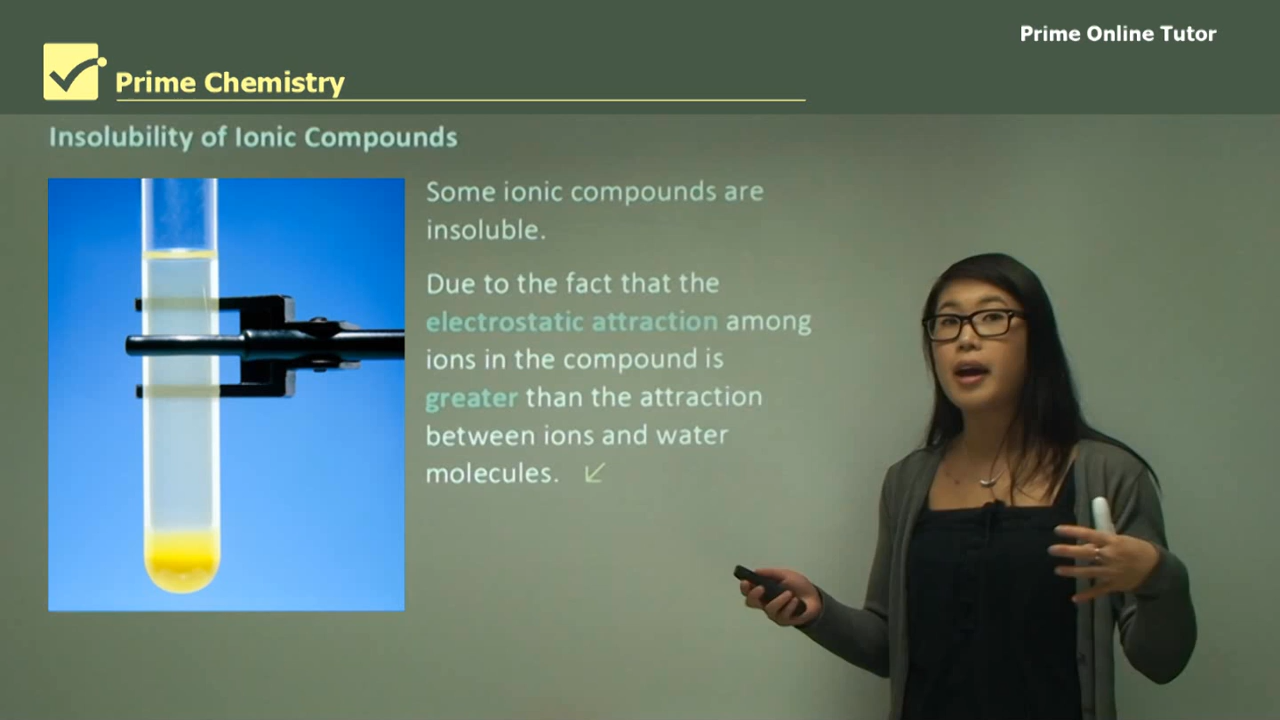 Prime Online Tutor
Prime Chemistry
Insolubility of Ionic Compounds
Some ionic compounds are
insoluble.
Due to the fact that the
electrostatic attraction among
ions in the compound is
greater than the attraction
between ions and water
molecules.